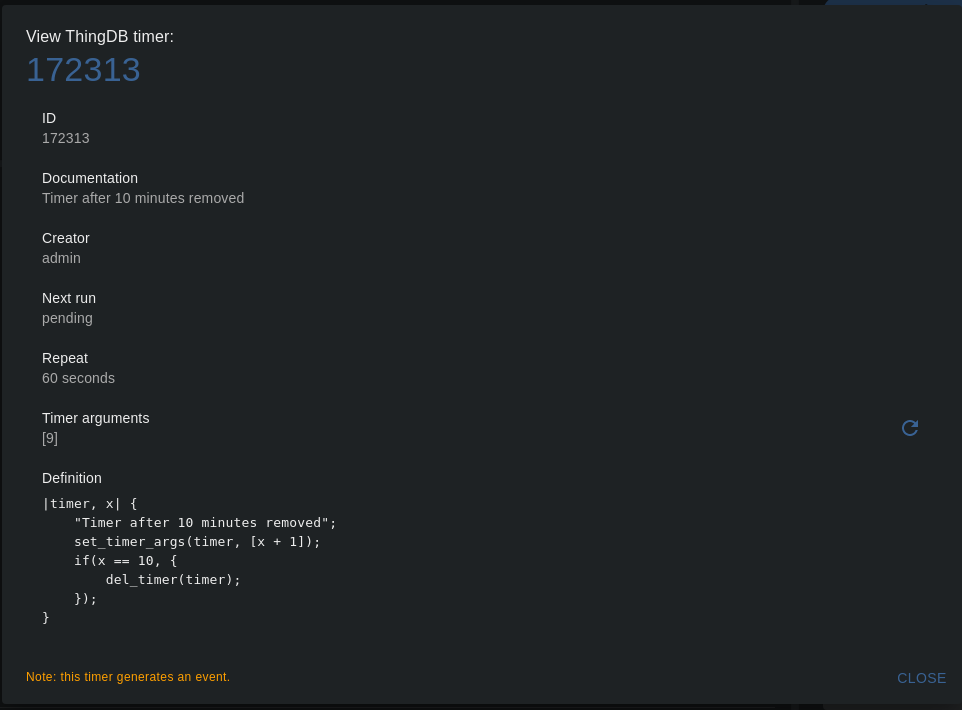 View ThingDB timer:
172313
ID
172313
Documentation
Timer after 10 minutes removed
Creator
admin
Next run
pending
Repeat
60 seconds
Timer arguments
[9]
Definition
|timer, x| {
    "Timer after 10 minutes removed";
    set_timer_args(timer, [x + 1]);
    if(x == 10, {
        del_timer(timer);
    });
}
Note: this timer generates an event.
CLOSE